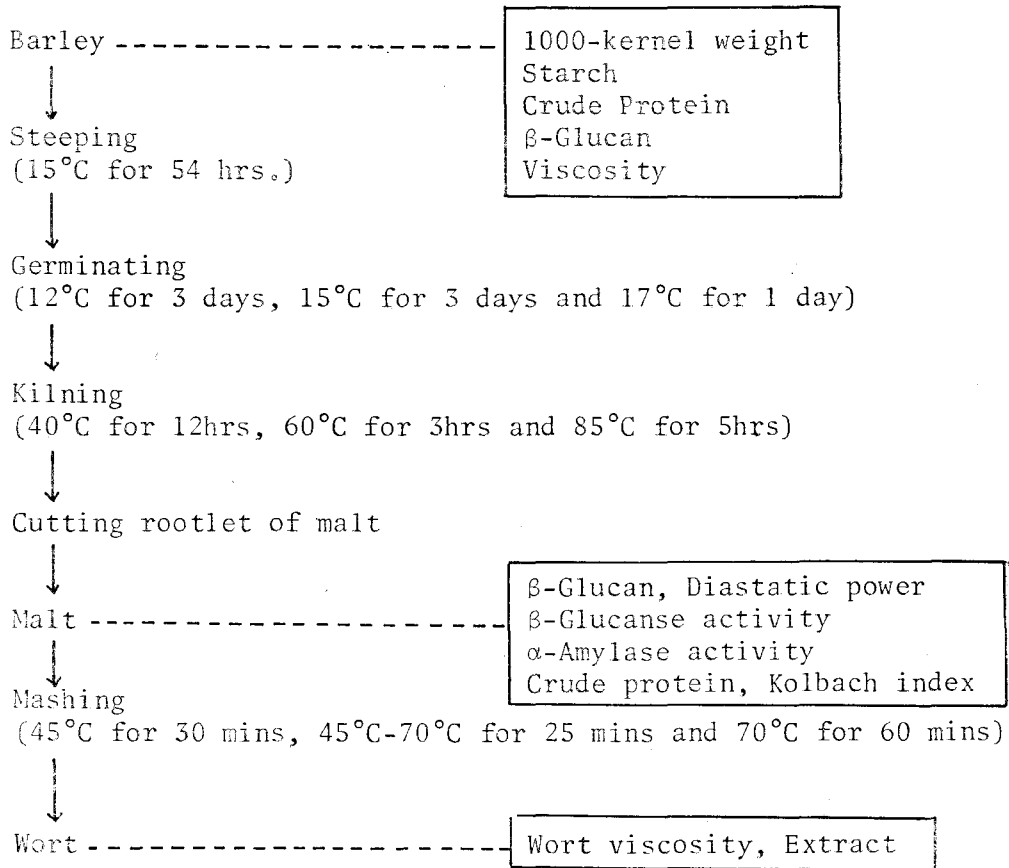 Barley
1000-kernel weight
Starch
Crude Protein
β-Glucan
Viscosity
Steeping
(15°C for 54 hrs.)
Germinating
(12°C for 3 days, 15°C for 3 days and 17°C for 1 day)
Kilning
(40°C for 12hrs, 60°C for 3hrs and 85°C for 5hrs)
Cutting rootlet of malt
Malt
β-Glucan, Diastatic power
β-Glucanse activity
α-Amylase activity
Crude protein, Kolbach index
Mashing
(45°C for 30 mins, 45°C-70°C for 25 mins and 70°C for 60 mins)
Wort
Wort viscosity, Extract